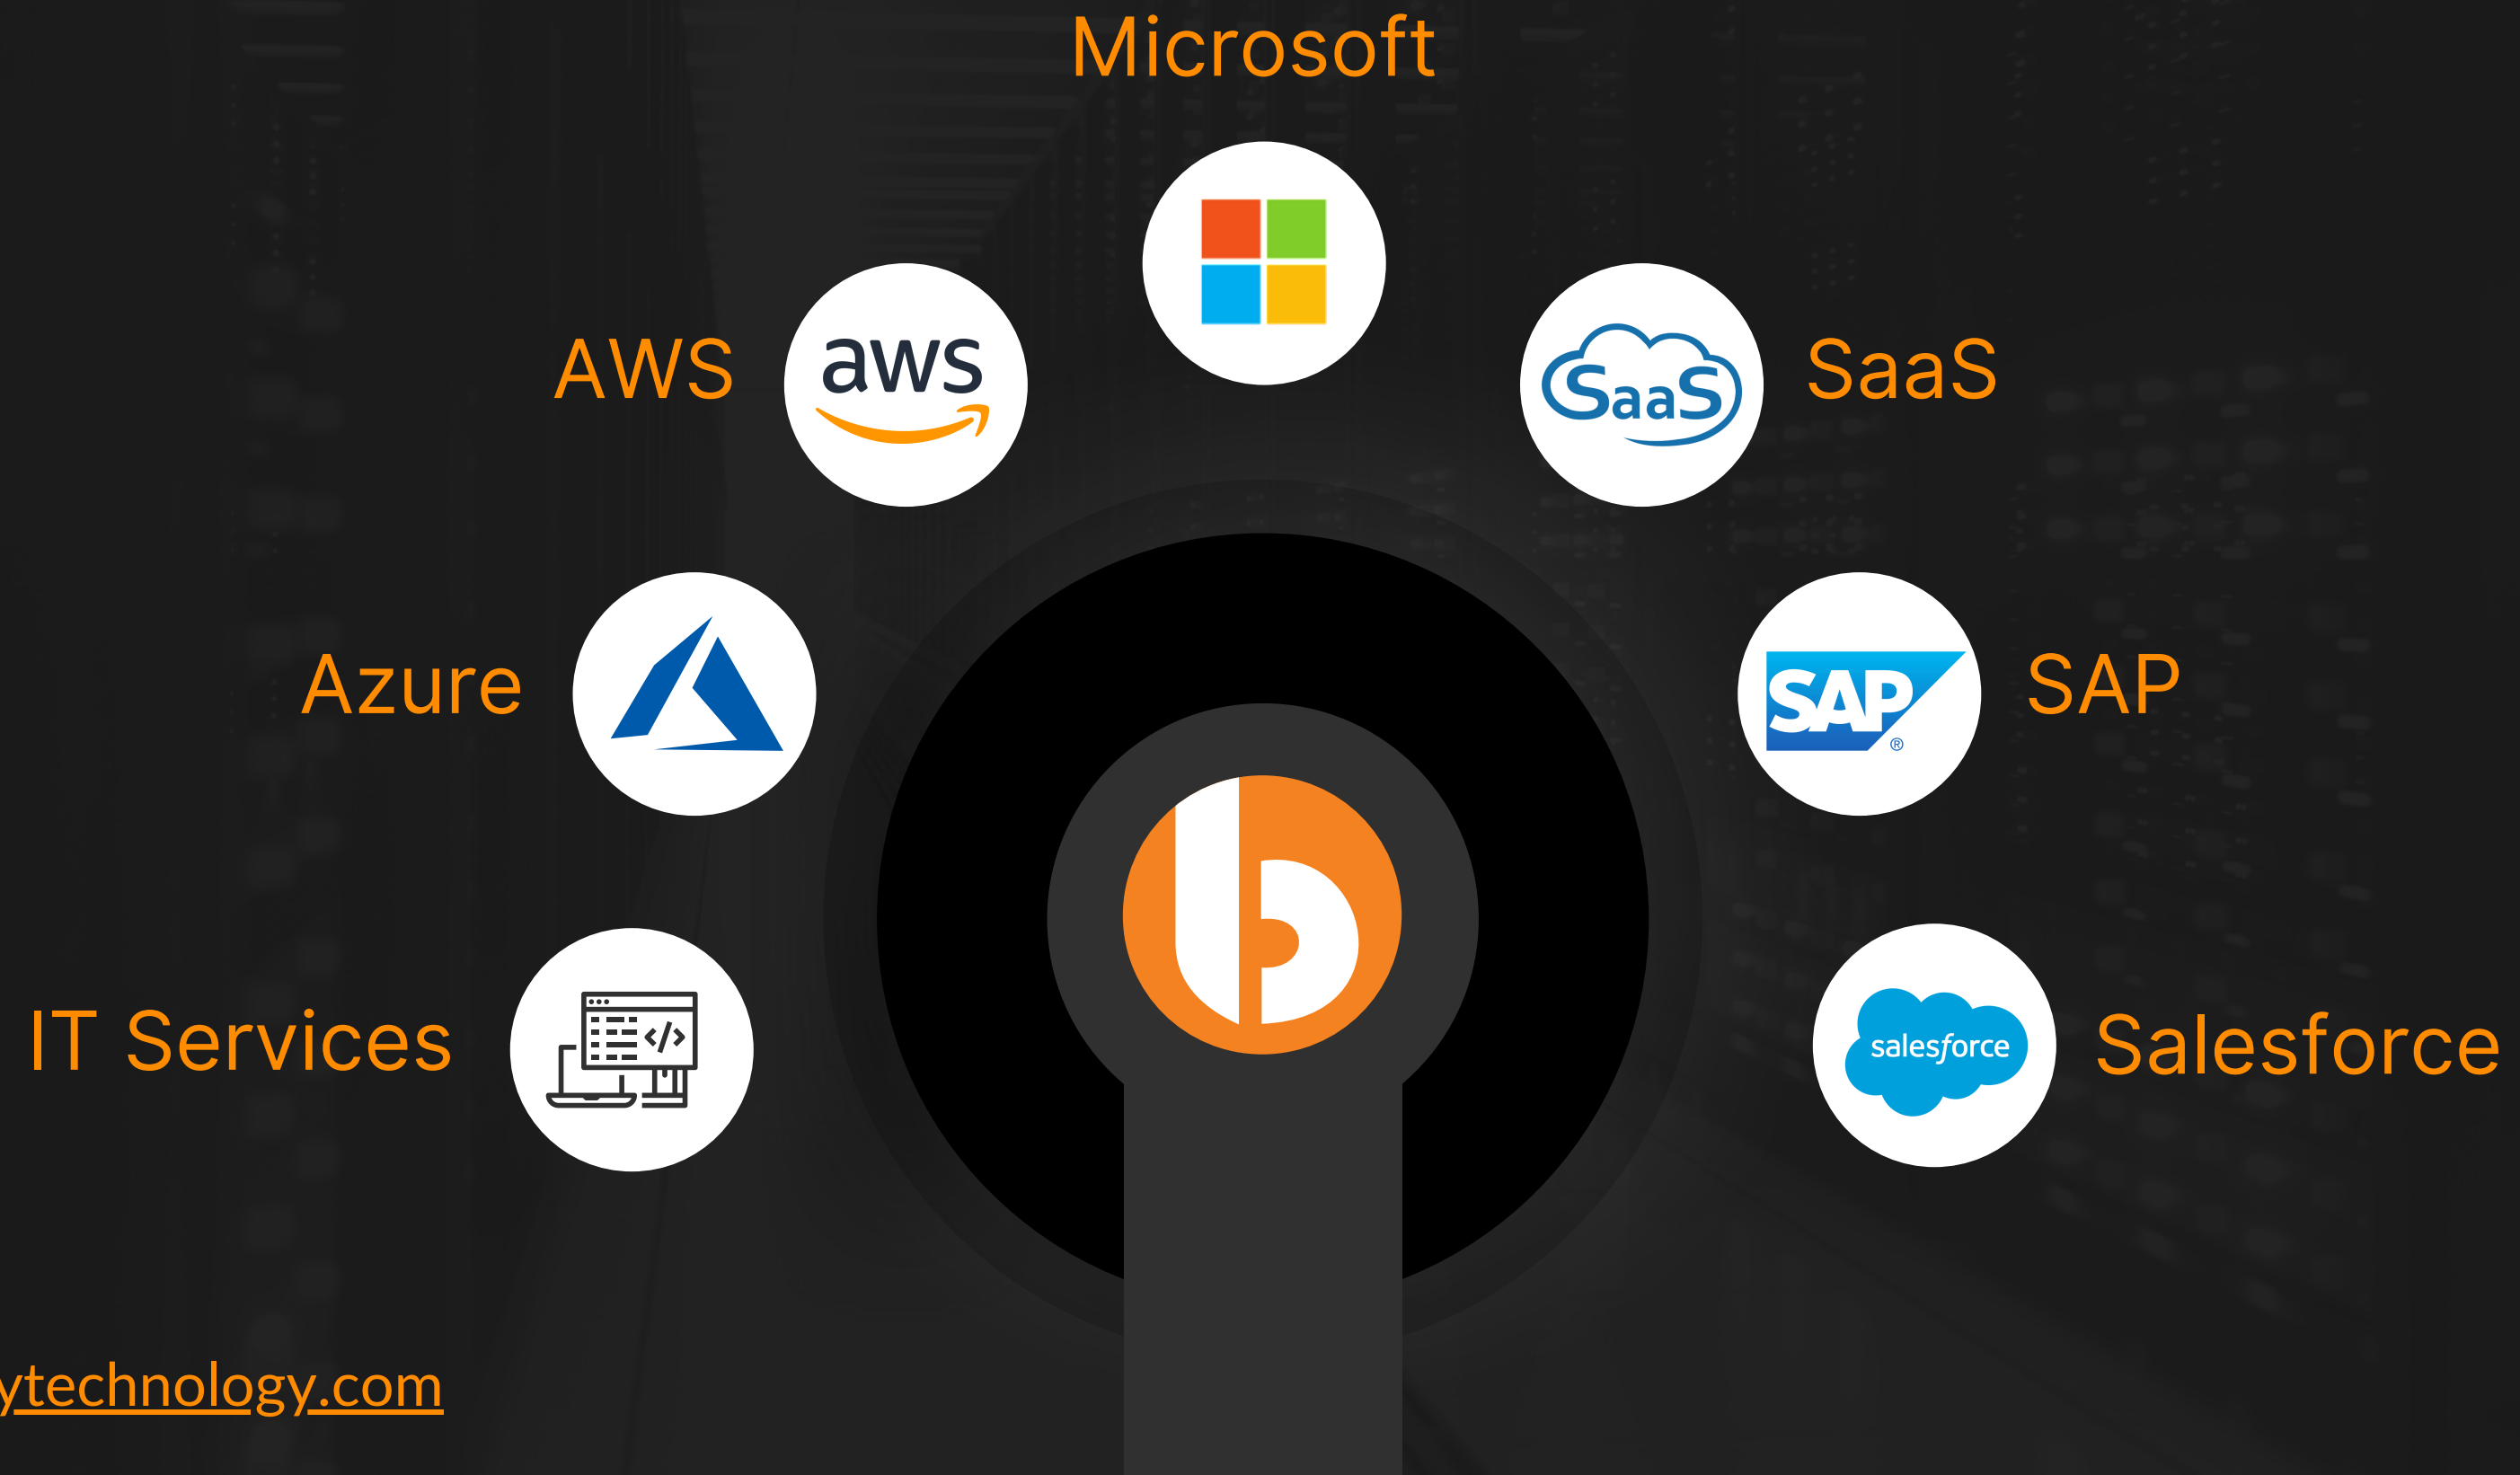 Microsoft
AWS
aws
SaaS
SaaS
Azure
SAP
®
SAP
IT Services
salesforce
Salesforce
b
ytechnology.com